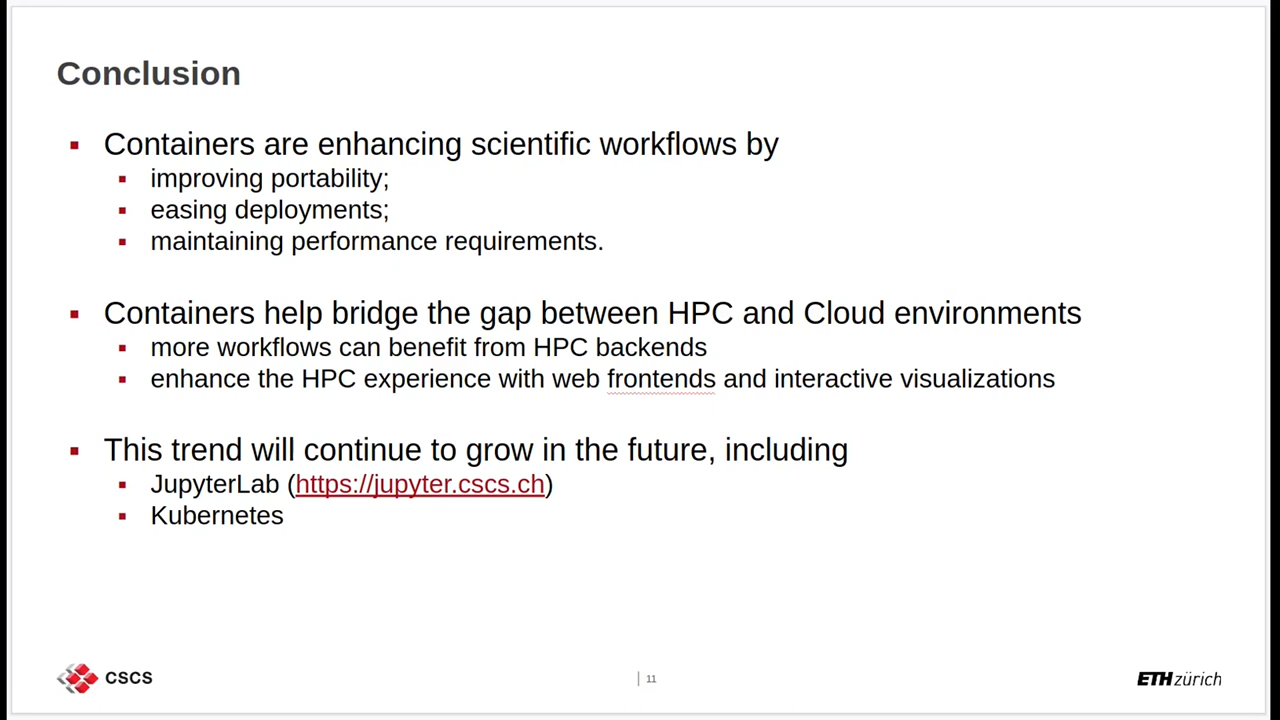 Conclusion
Containers are enhancing scientific workflows by
improving portability;
easing deployments;
maintaining performance requirements.
Containers help bridge the gap between HPC and Cloud environments
more workflows can benefit from HPC backends
enhance the HPC experience with web frontends and interactive visualizations
This trend will continue to grow in the future, including
JupyterLab (https://jupyter.cscs.ch)
Kubernetes
CSCS
11
ETH zürich